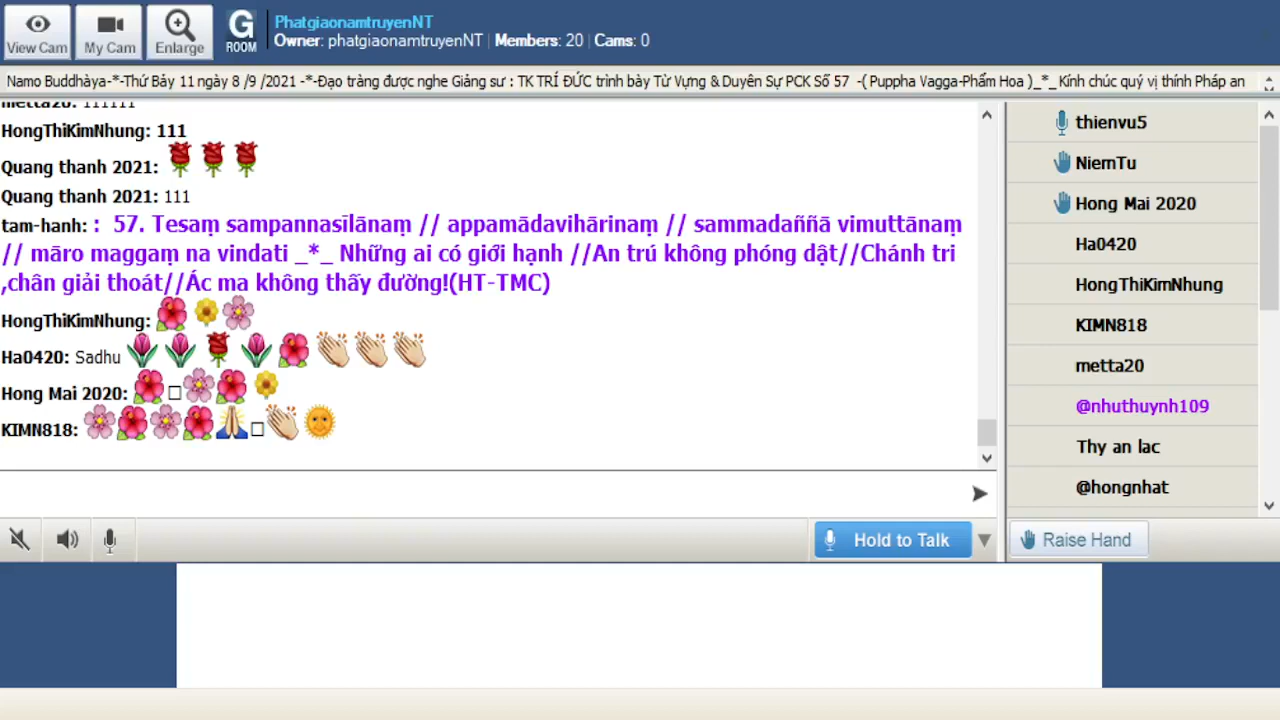 View Cam
My Cam
Enlarge
G
ROOM
PhatgiaonamtruyenNT
Owner: phatgiaonamtruyenNT | Members: 20 | Cams: 0
Namo Buddhàya-*-Thứ Bảy 11 ngày 8 /9 /2021 -*-Đạo tràng được nghe Giảng sư : TK TRÍ ĐỨC trình bày Từ Vựng & Duyên Sự PCK Số 57 -( Puppha Vagga-Phẩm Hoa )_*_Kính chúc quý vị thính Pháp an
metta20: 111111
HongThiKimNhung: 111
Quang thanh 2021:
Quang thanh 2021: 111
tam-hanh: : 57. Tesaṃ sampannasīlānaṃ // appamādavihārinaṃ // sammadaññā vimuttānaṃ
// māro maggaṃ na vindati _*_ Những ai có giới hạnh //An trú không phóng dật//Chánh tri
,chân giải thoát//Ác ma không thấy đường!(HT-TMC)
HongThiKimNhung:
Ha0420: Sadhu
Hong Mai 2020:
KIMN818:
thienvu5
NiemTu
Hong Mai 2020
Ha0420
HongThiKimNhung
KIMN818
metta20
@nhuthuynh109
Thy an lac
@hongnhat
Hold to Talk
Raise Hand